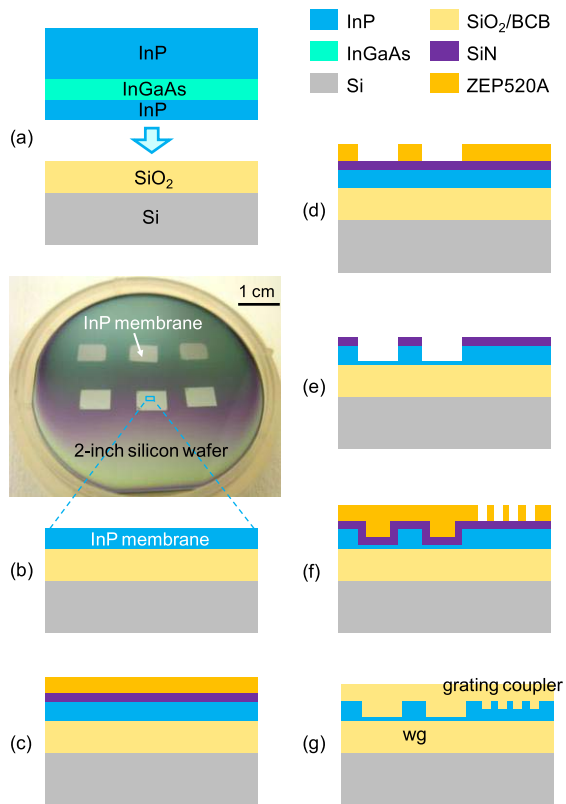 InP
InGaAs
InP
(a)
SiO₂
Si
InP
SiO₂/BCB
InGaAs
SiN
Si
ZEP520A
(d)
1 cm
InP membrane
2-inch silicon wafer
(e)
InP membrane
(b)
(f)
(c)
grating coupler
wg
(g)